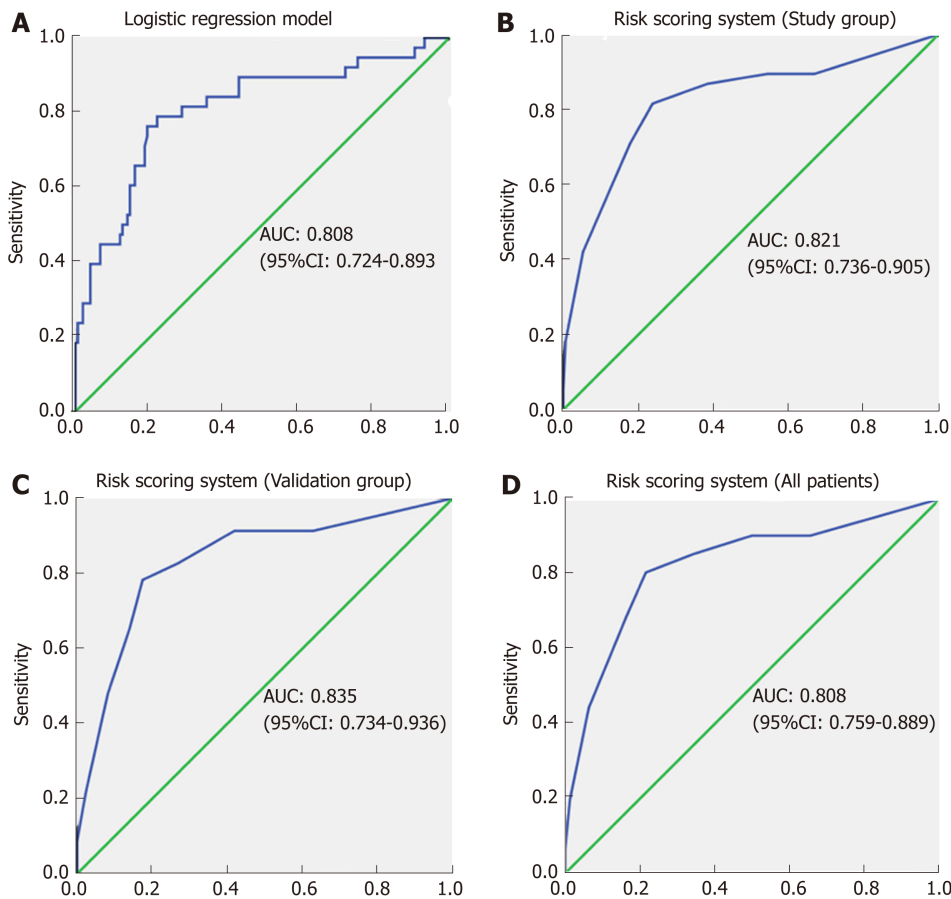 A Logistic regression model
1.0
0.8
0.6
0.4
0.2
0.0
Sensitivity
AUC: 0.808
(95%CI: 0.724-0.893
0.0 0.2 0.4 0.6 0.8 1.0
B Risk scoring system (Study group)
1.0
0.8
0.6
0.4
0.2
0.0
Sensitivity
AUC: 0.821
(95%CI: 0.736-0.905)
0.0 0.2 0.4 0.6 0.8 1.0
C Risk scoring system (Validation group)
1.0
0.8
0.6
0.4
0.2
0.0
Sensitivity
AUC: 0.835
(95%CI: 0.734-0.936)
0.0 0.2 0.4 0.6 0.8 1.0
D Risk scoring system (All patients)
1.0
0.8
0.6
0.4
0.2
0.0
Sensitivity
AUC: 0.808
(95%CI: 0.759-0.889)
0.0 0.2 0.4 0.6 0.8 1.0